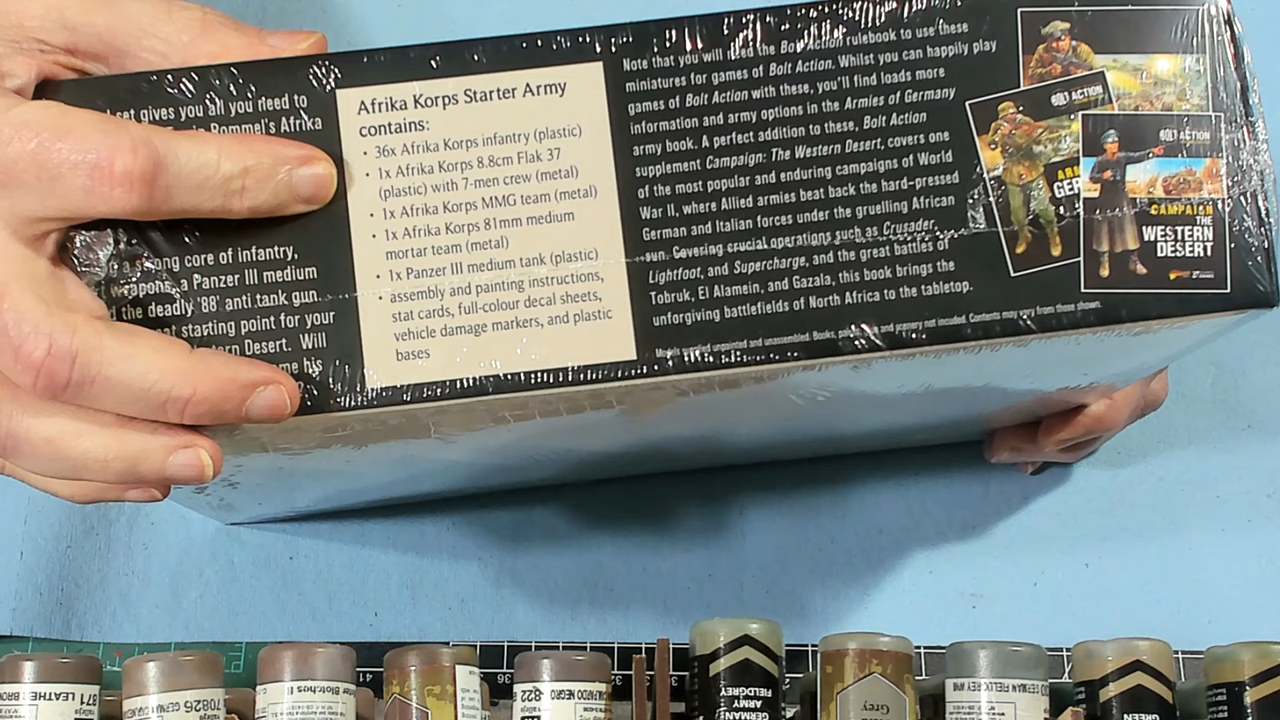 set gives you all you need to
Rommel's Afrika
strong core of infantry,
weapons, a Panzer III medium
the deadly '88' anti tank gun.
starting point for your
Desert. Will
me his
Afrika Korps Starter Army
contains:
• 36x Afrika Korps infantry (plastic)
• 1x Afrika Korps 8.8cm Flak 37
(plastic) with 7-men crew (metal)
• 1x Afrika Korps MMG team (metal)
• 1x Afrika Korps 81mm medium
mortar team (metal)
• 1x Panzer III medium tank (plastic)
• assembly and painting instructions,
stat cards, full-colour decal sheets,
vehicle damage markers, and plastic
bases
Note that you will need the Bolt Action rulebook to use these
miniatures for games of Bolt Action. Whilst you can happily play
games of Bolt Action with these, you'll find loads more
information and army options in the Armies of Germany
army book. A perfect addition to these, Bolt Action
supplement Campaign: The Western Desert, covers one
of the most popular and enduring campaigns of World
War II, where Allied armies beat back the hard-pressed
German and Italian forces under the gruelling African
sun. Covering crucial operations such as Crusader,
Lightfoot, and Supercharge, and the great battles of
Tobruk, El Alamein, and Gazala, this book brings the
unforgiving battlefields of North Africa to the tabletop.
Models supplied unpainted and unassembled. Books, paint, glue and scenery not included. Contents may vary from those shown.
BOLT ACTION
BOLT ACTION
CAMPAIGN
THE
WESTERN
DESERT
871 LEATHER BROWN
70826
822
GERMAN
ARMY
FIELDGREY
GERMAN FIELDGREY WWII
GREEN
41
36